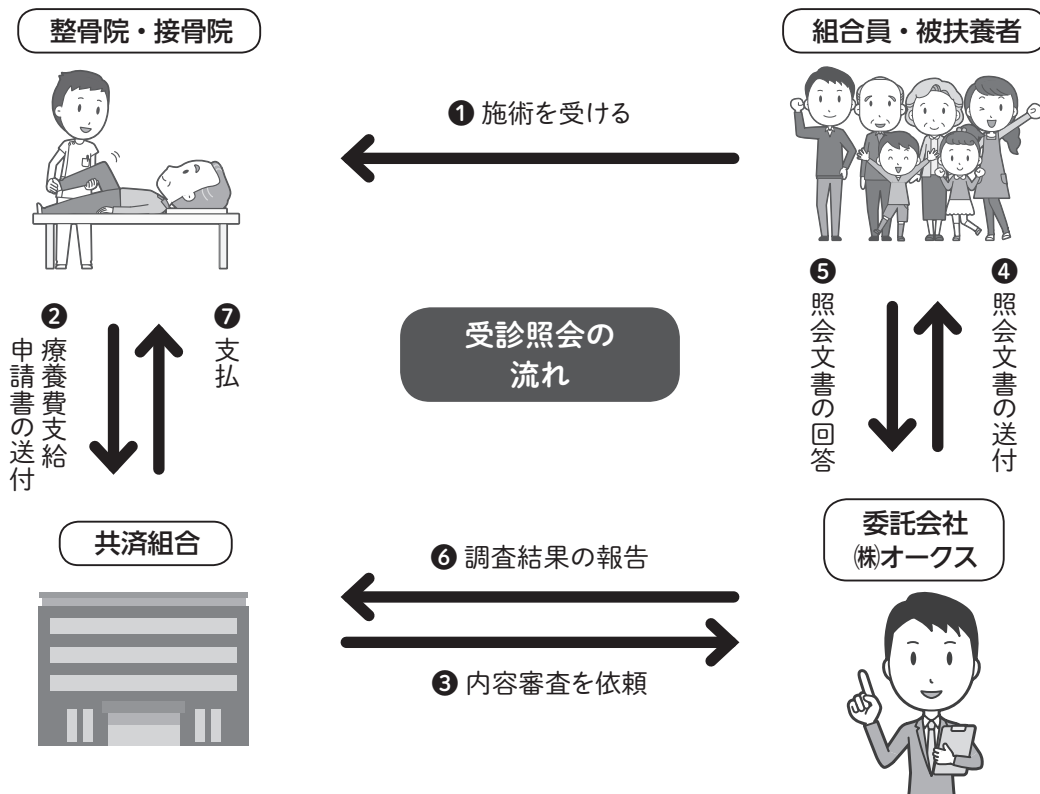 整骨院・接骨院
組合員・被扶養者
❶ 施術を受ける
❷
療養費支給
申請書の送付
❼
支払
受診照会の
流れ
❺
照会文書の回答
❹
照会文書の送付
共済組合
委託会社
㈱オークス
❻ 調査結果の報告
❸ 内容審査を依頼